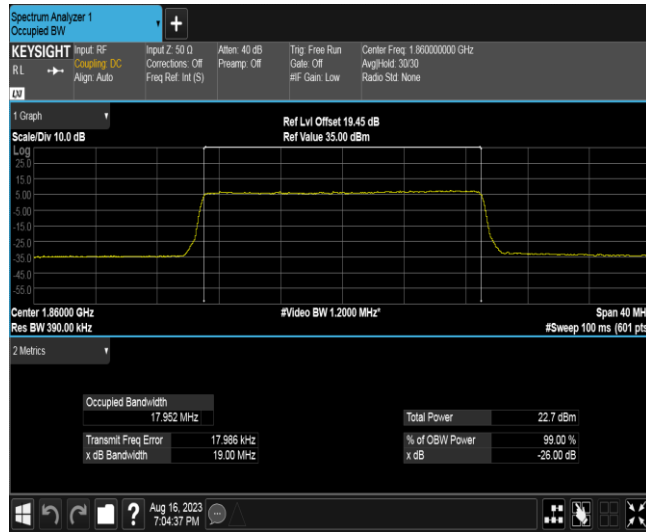 Spectrum Analyzer 1
Occupied BW
+
KEYSIGHT
RL
LXI
Input: RF
Coupling: DC
Align: Auto
Input Z: 50 Ω
Corrections: Off
Freq Ref: Int (S)
Atten: 40 dB
Preamp: Off
Trig: Free Run
Gate: Off
#IF Gain: Low
Center Freq: 1.860000000 GHz
Avg|Hold: 30/30
Radio Std: None
1 Graph
Scale/Div 10.0 dB
Ref Lvl Offset 19.45 dB
Ref Value 35.00 dBm
Log
25.0
15.0
5.00
-5.00
-15.0
-25.0
-35.0
-45.0
-55.0
Center 1.86000 GHz
Res BW 390.00 kHz
#Video BW 1.2000 MHz*
Span 40 MH
#Sweep 100 ms (601 pts
2 Metrics
Occupied Bandwidth
17.952 MHz
Transmit Freq Error 17.986 kHz
x dB Bandwidth 19.00 MHz
Total Power 22.7 dBm
% of OBW Power 99.00 %
x dB -26.00 dB
?
Aug 16, 2023
7:04:37 PM